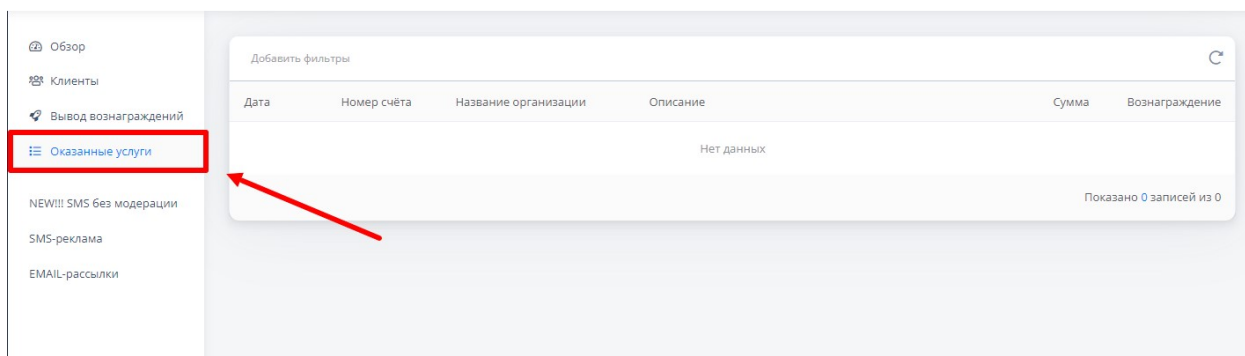 Обзор
Клиенты
Вывод вознаграждений
Оказанные услуги
NEW!!! SMS без модерации
SMS-реклама
EMAIL-рассылки
Добавить фильтры
Дата Номер счёта Название организации Описание Сумма Вознаграждение
Нет данных
Показано 0 записей из 0